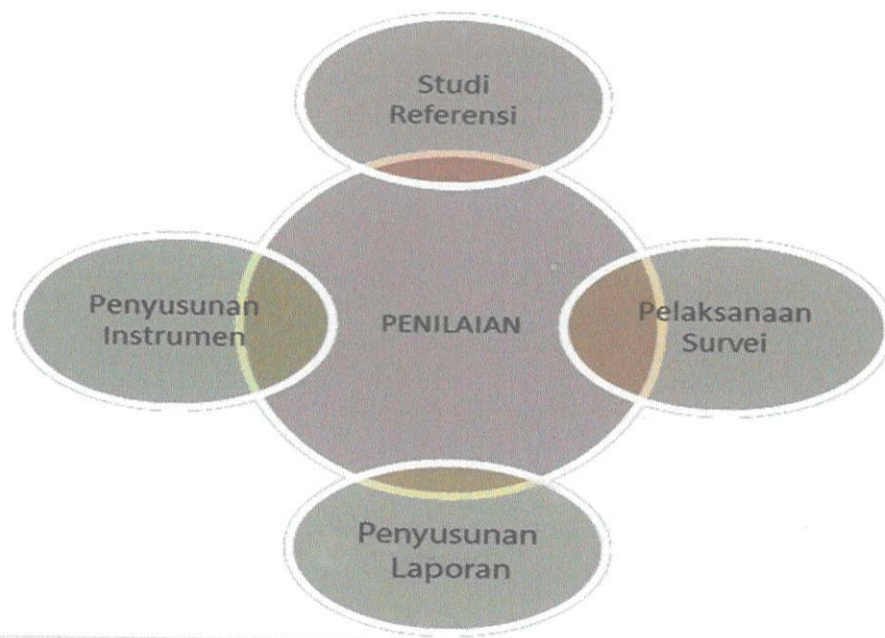 Studi
Referensi
Penyusunan
Instrumen
PENILAIAN
Pelaksanaan
Survei
Penyusunan
Laporan